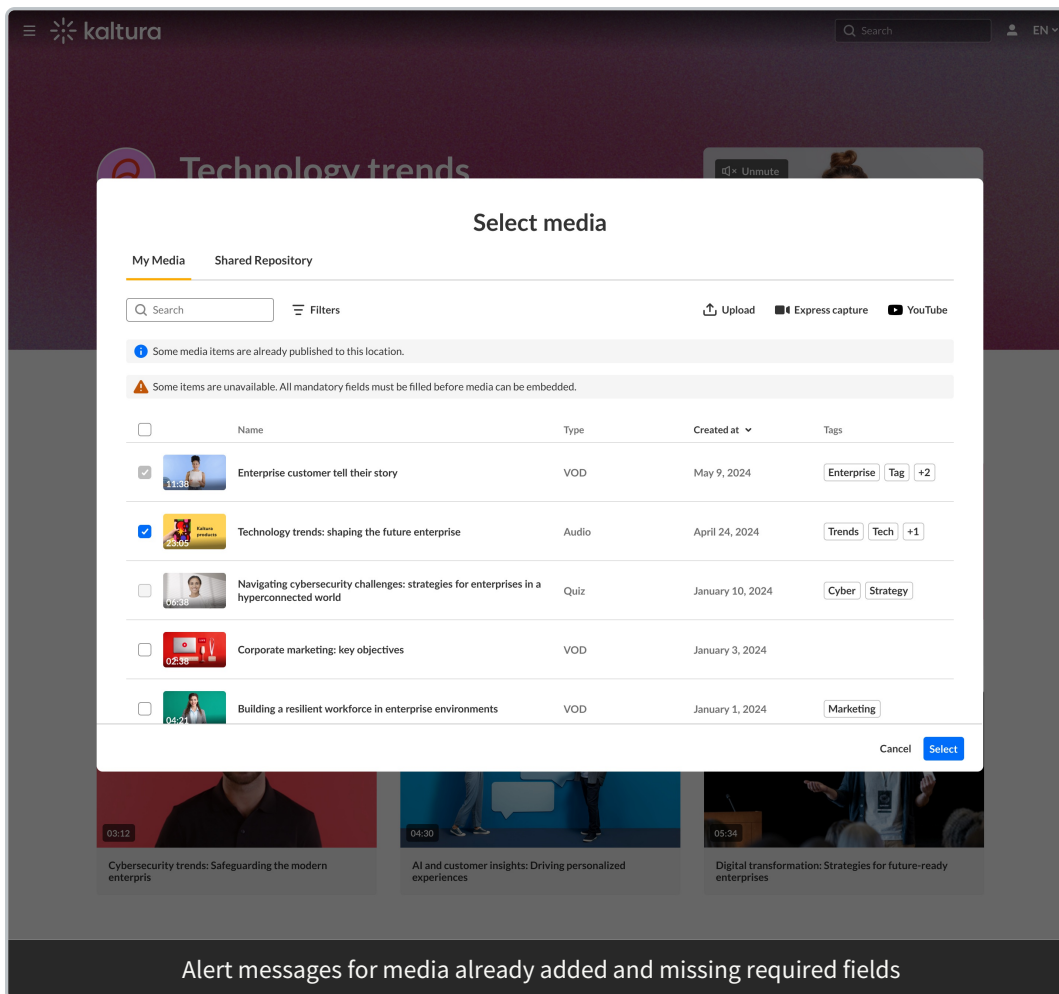 kaltura
Search
EN
Technology trends
Unmute
Select media
My Media Shared Repository
Search Filters Upload Express capture YouTube
Some media items are already published to this location.
Some items are unavailable. All mandatory fields must be filled before media can be embedded.
Name Type Created at Tags
11:38 Enterprise customer tell their story VOD May 9, 2024 Enterprise Tag +2
Kaltura
products
23:05 Technology trends: shaping the future enterprise Audio April 24, 2024 Trends Tech +1
06:38 Navigating cybersecurity challenges: strategies for enterprises in a
hyperconnected world Quiz January 10, 2024 Cyber Strategy
02:38 Corporate marketing: key objectives VOD January 3, 2024
04:21 Building a resilient workforce in enterprise environments VOD January 1, 2024 Marketing
Cancel Select
03:12 04:30 05:34
Cybersecurity trends: Safeguarding the modern
enterpris
AI and customer insights: Driving personalized
experiences
Digital transformation: Strategies for future-ready
enterprises
Alert messages for media already added and missing required fields